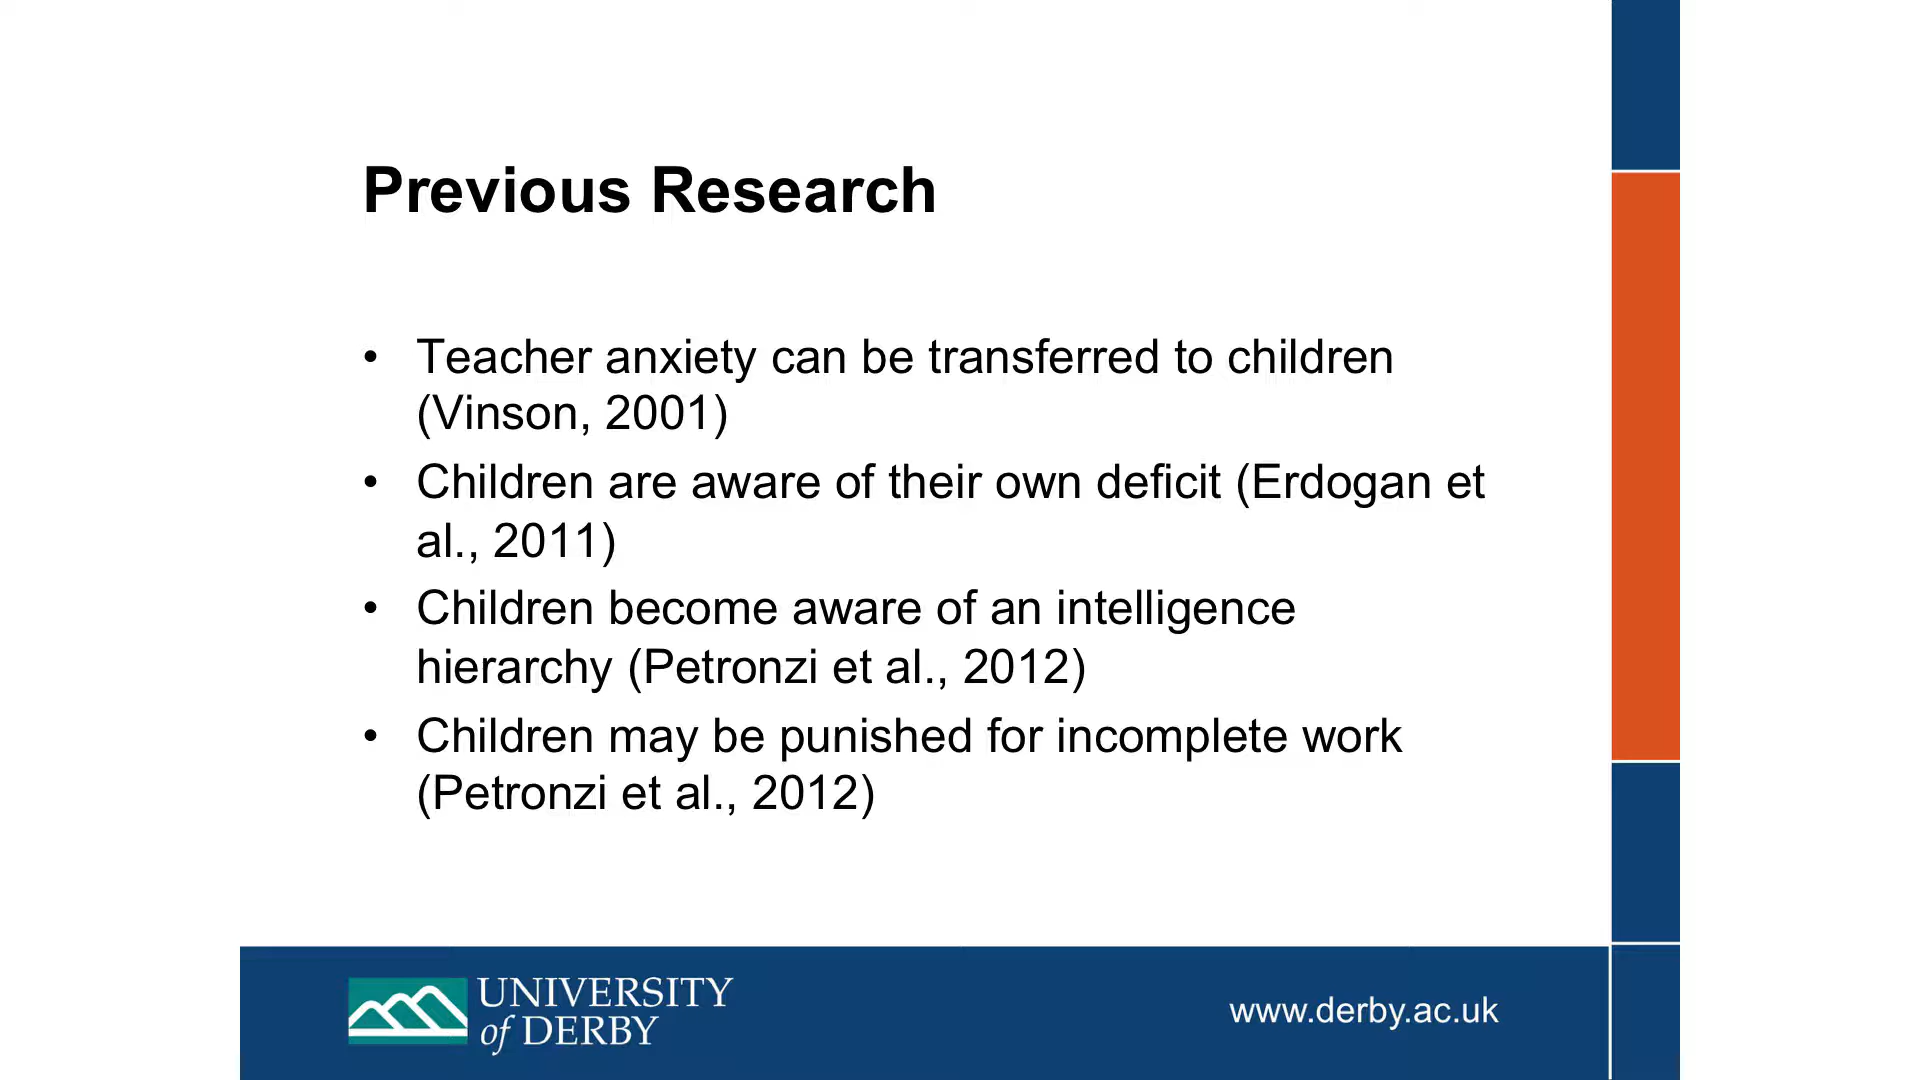 Previous Research
• Teacher anxiety can be transferred to children
(Vinson, 2001)
• Children are aware of their own deficit (Erdogan et
al., 2011)
• Children become aware of an intelligence
hierarchy (Petronzi et al., 2012)
• Children may be punished for incomplete work
(Petronzi et al., 2012)
UNIVERSITY
of DERBY
www.derby.ac.uk